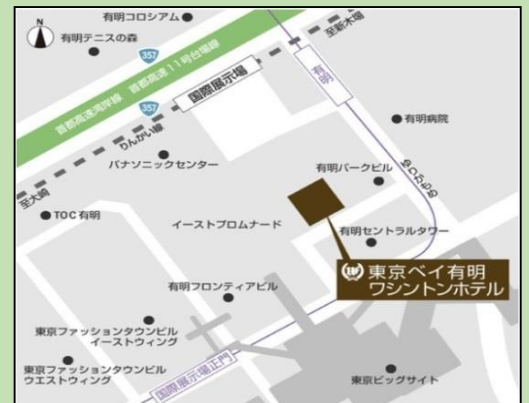 有明コロシアム
N
有明テニスの森
357
至新木場
首都高速湾岸線 首都高速11号台場線
国際展示場
357
りんかい線
有明
有明病院
パナソニックセンター
有明パークビル
ゆりかもめ
至大崎
TOC有明
イーストプロムナード
有明セントラルタワー
東京ベイ有明
ワシントンホテル
有明フロンティアビル
東京ファッションタウンビル
イーストウィング
東京ファッションタウンビル
ウエストウィング
国際展示場正門
東京ビッグサイト